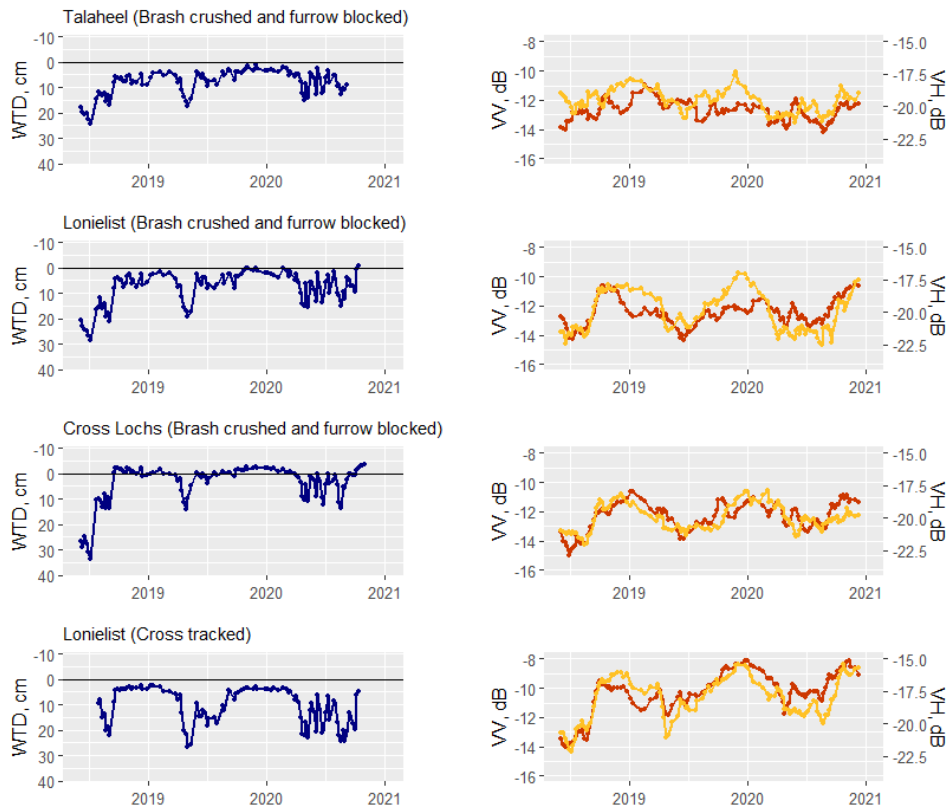 Talaheel (Brash crushed and furrow blocked)
-10
0
10
20
30
40
WTD, cm
2019 2020 2021
-8
-10
-12
-14
-16
VV, dB
-15.0
-17.5
-20.0
-22.5
VH, dB
2019 2020 2021
Lonielist (Brash crushed and furrow blocked)
-10
0
10
20
30
40
WTD, cm
2019 2020 2021
-8
-10
-12
-14
-16
VV, dB
-15.0
-17.5
-20.0
-22.5
VH, dB
2019 2020 2021
Cross Lochs (Brash crushed and furrow blocked)
-10
0
10
20
30
40
WTD, cm
2019 2020 2021
-8
-10
-12
-14
-16
VV, dB
-15.0
-17.5
-20.0
-22.5
VH, dB
2019 2020 2021
Lonielist (Cross tracked)
-10
0
10
20
30
40
WTD, cm
2019 2020 2021
-8
-10
-12
-14
-16
VV, dB
-15.0
-17.5
-20.0
-22.5
VH, dB
2019 2020 2021